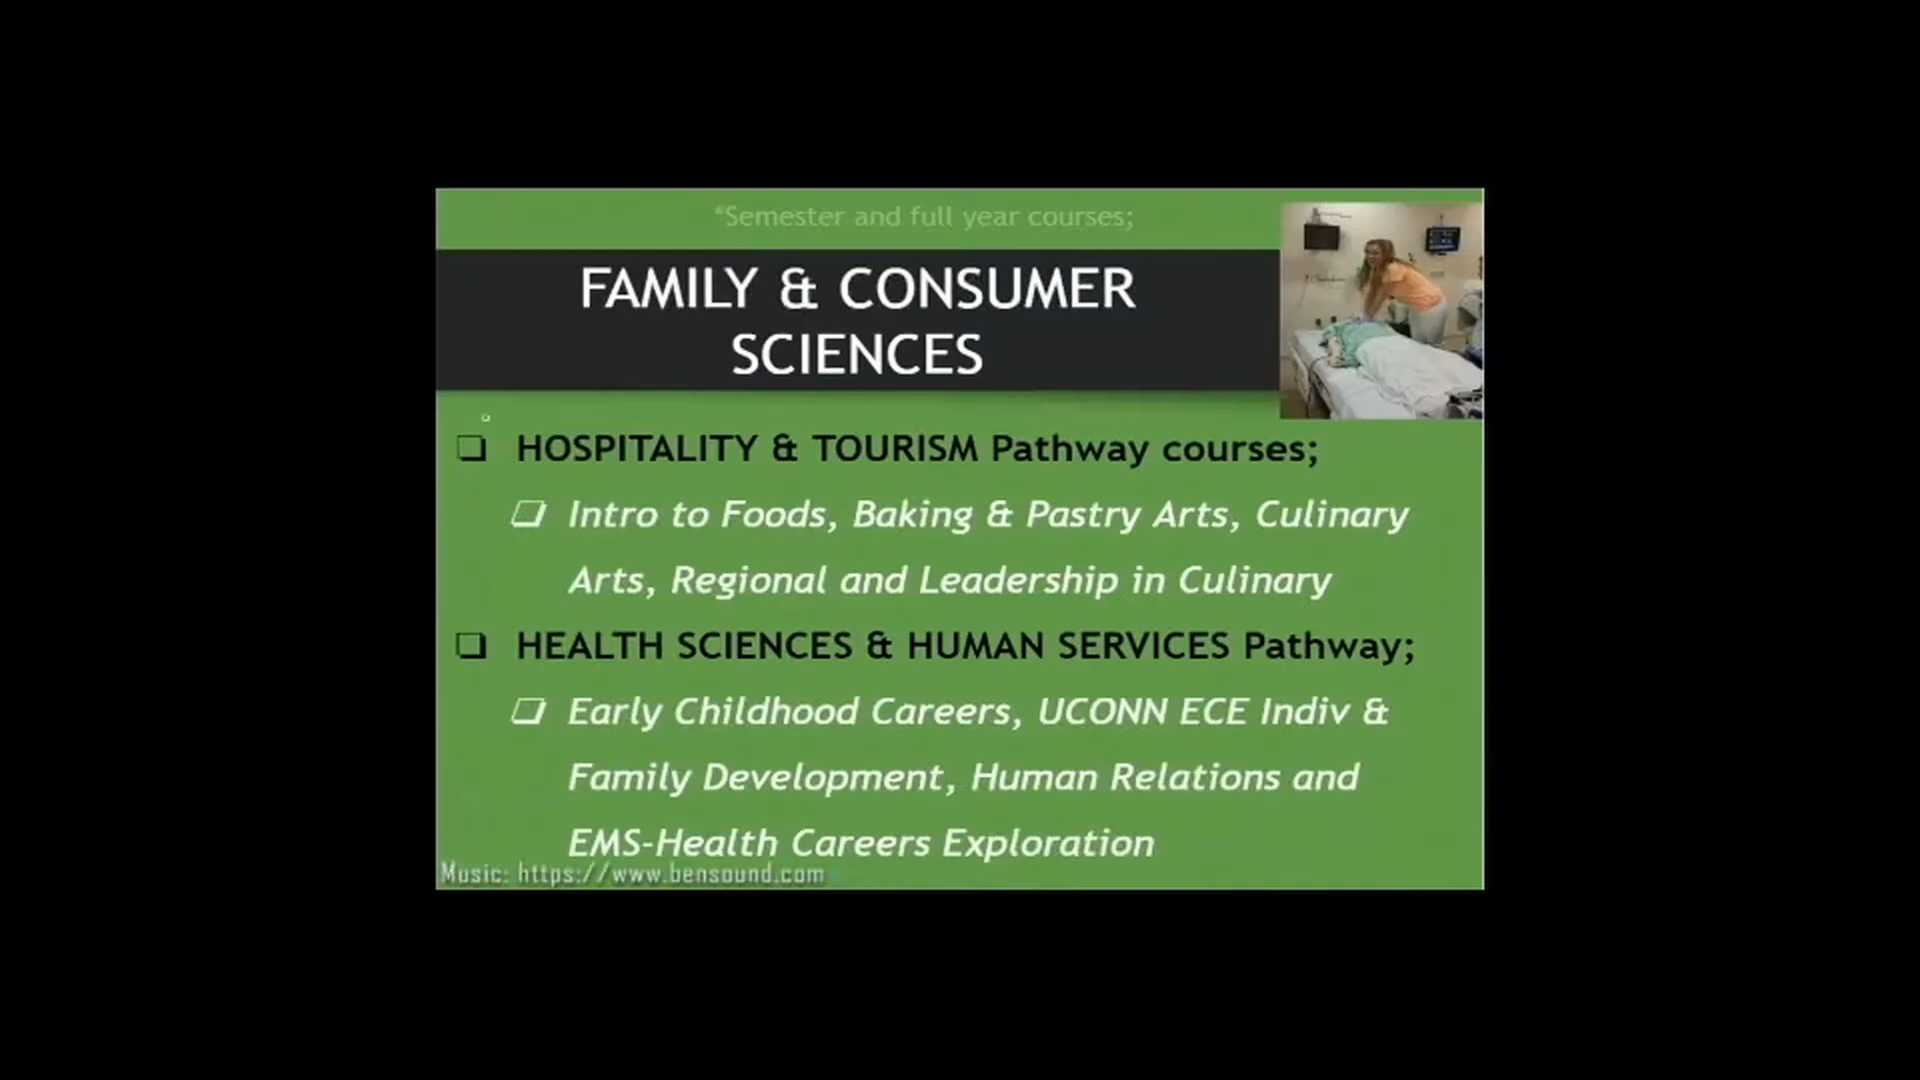 *Semester and full year courses;
FAMILY & CONSUMER
SCIENCES
❑ HOSPITALITY & TOURISM Pathway courses;
❑ Intro to Foods, Baking & Pastry Arts, Culinary
Arts, Regional and Leadership in Culinary
❑ HEALTH SCIENCES & HUMAN SERVICES Pathway;
❑ Early Childhood Careers, UCONN ECE Indiv &
Family Development, Human Relations and
EMS-Health Careers Exploration
Music: https://www.bensound.com